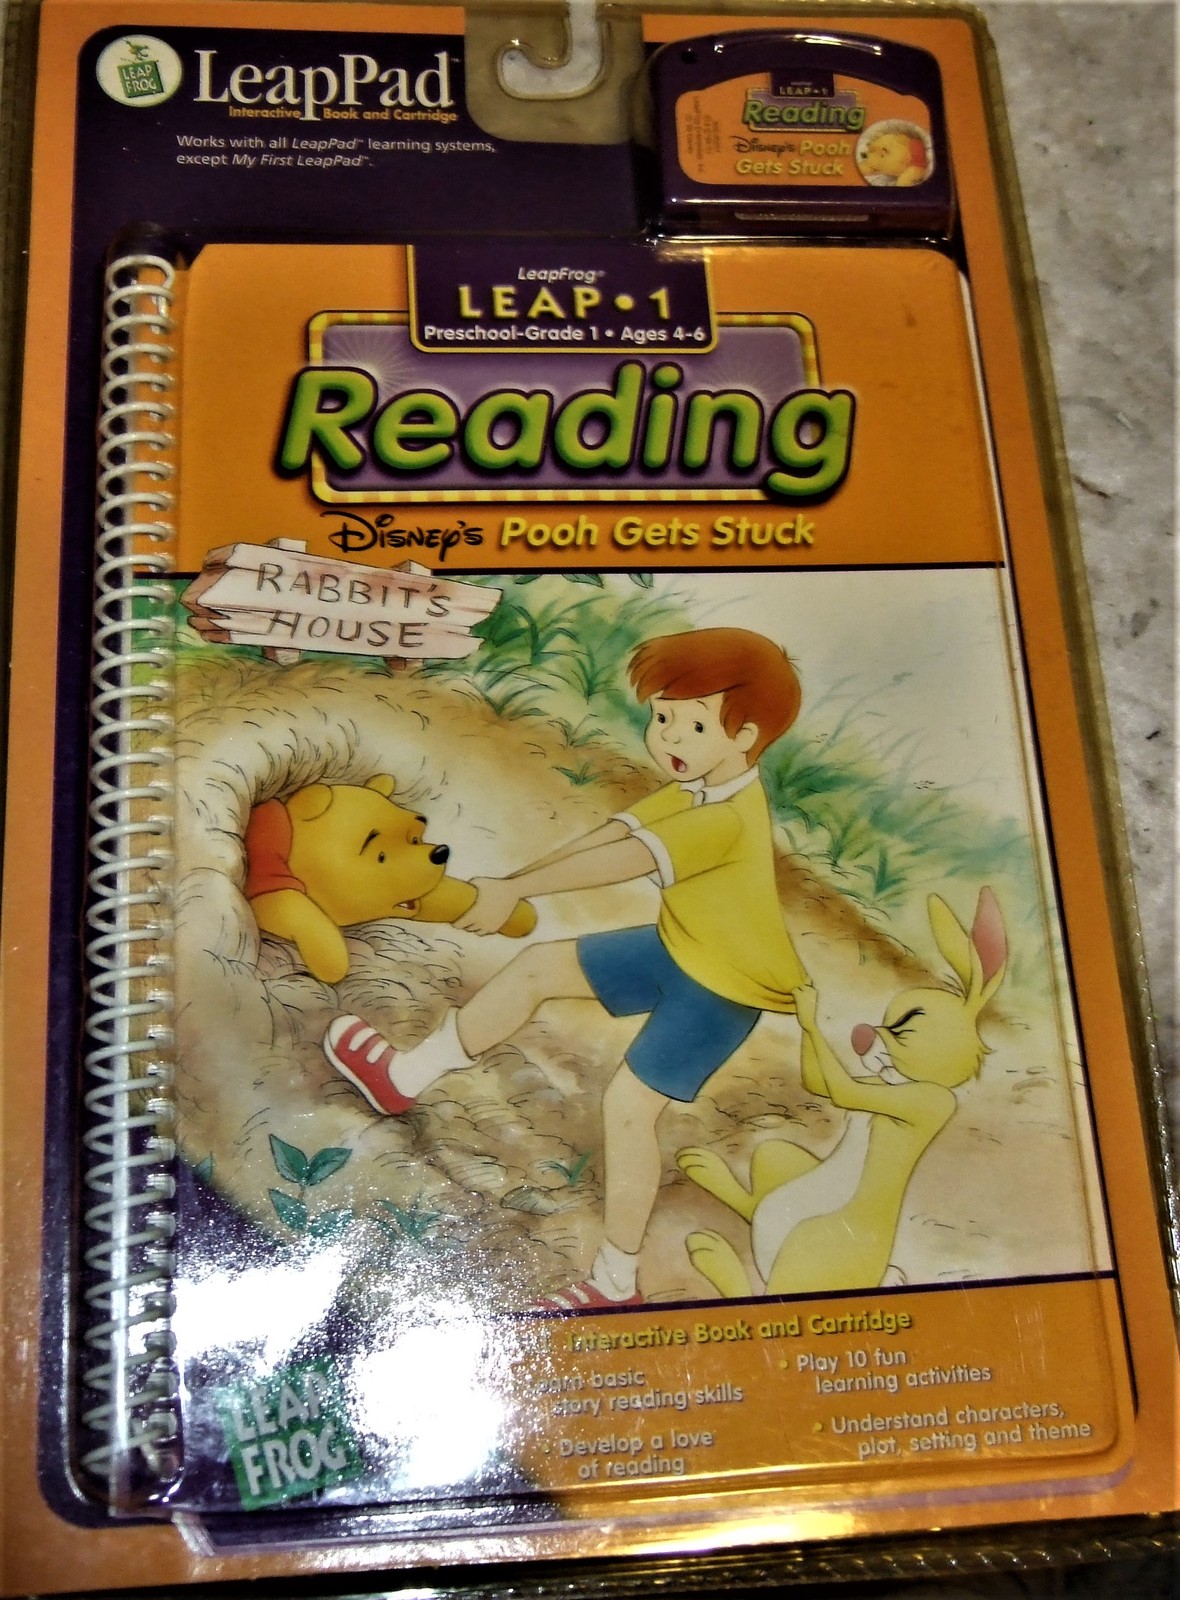 LEAP
FROG
LeapPad™
Interactive Book and Cartridge
Works with all LeapPad™ learning systems,
except My First LeapPad™.
LEAP•1
Reading
Disney's Pooh
Gets Stuck
LeapFrog®
LEAP•1
Preschool-Grade 1 • Ages 4-6
Reading
Disney's Pooh Gets Stuck
RABBIT'S
HOUSE
Interactive Book and Cartridge
basic
story reading skills
• Develop a love
of reading
• Play 10 fun
learning activities
• Understand characters,
plot, setting and theme
LEAP
FROG